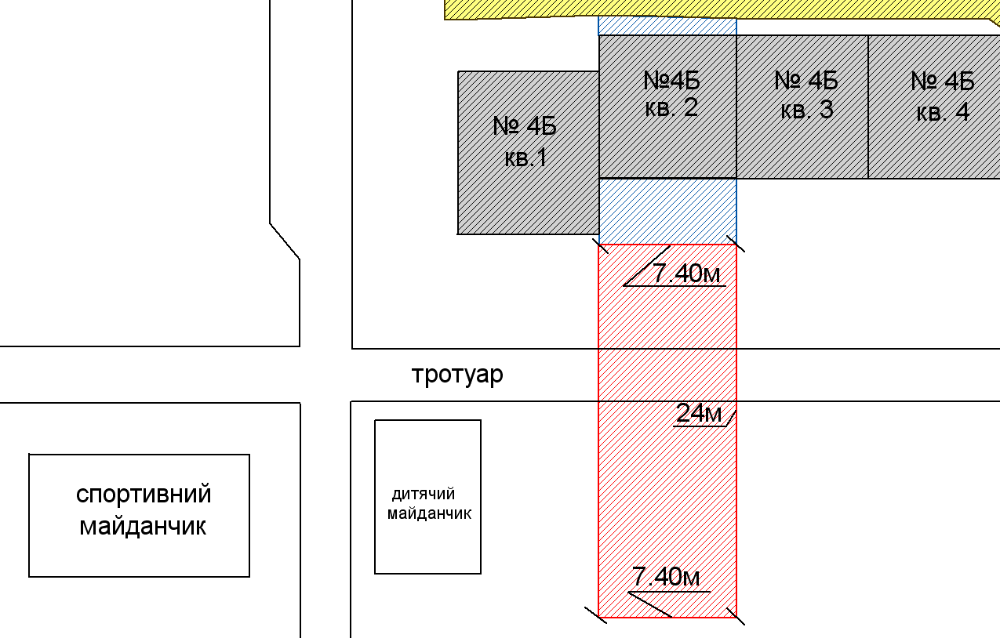 №4Б
кв. 2
№ 4Б
кв. 3
№ 4Б
кв. 4
№ 4Б
кв.1
7.40м
тротуар
24м
спортивний
майданчик
дитячий
майданчик
7.40м